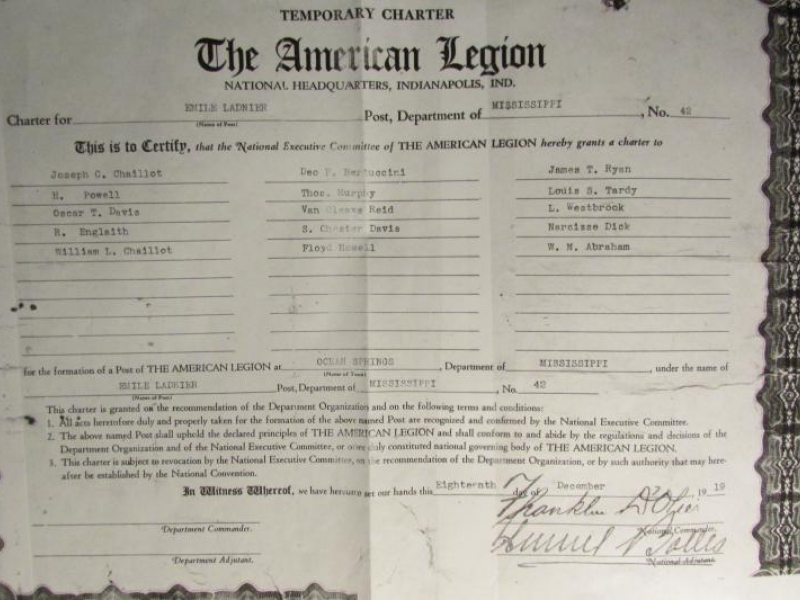 TEMPORARY CHARTER
The American Legion
NATIONAL HEADQUARTERS, INDIANAPOLIS, IND.
Charter for EMILE LADNIER Post, Department of MISSISSIPPI, No. 42
(Name of Post)
This is to Certify, that the National Executive Committee of THE AMERICAN LEGION hereby grants a charter to
Joseph C. Chaillot Deo F. Bertuccini James T. Ryan
H. Powell Thos. Murphy Louis S. Tardy
Oscar T. Davis Van Cleave Reid L. Westbrook
R. Englaith S. Chester Davis Narcisse Dick
William L. Chaillot Floyd Howell W. M. Abraham
for the formation of a Post of THE AMERICAN LEGION at OCEAN SPRINGS, Department of MISSISSIPPI, under the name of
(Name of Town)
EMILE LADNIER Post, Department of MISSISSIPPI, No. 42
(Name of Post)
This charter is granted on the recommendation of the Department Organization and on the following terms and conditions:
1. All acts heretofore duly and properly taken for the formation of the above named Post are recognized and confirmed by the National Executive Committee.
2. The above named Post shall uphold the declared principles of THE AMERICAN LEGION and shall conform to and abide by the regulations and decisions of the
Department Organization and of the National Executive Committee, or other duly constituted national governing body of THE AMERICAN LEGION.
3. This charter is subject to revocation by the National Executive Committee, on the recommendation of the Department Organization, or by such authority that may here-
after be established by the National Convention.
In Witness Whereof, we have hereunto set our hands this Eighteenth day of December 1919
Franklin D'Olier
National Commander.
Department Commander.
Lemuel Bolles
National Adjutant.
Department Adjutant.